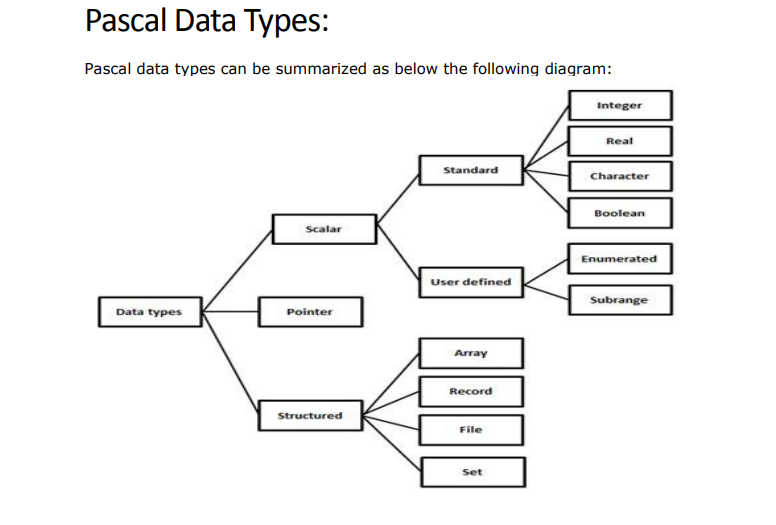 Pascal Data Types:
Pascal data types can be summarized as below the following diagram:
Integer
Real
Standard
Character
Boolean
Scalar
Enumerated
User defined
Subrange
Data types
Pointer
Array
Record
Structured
File
Set